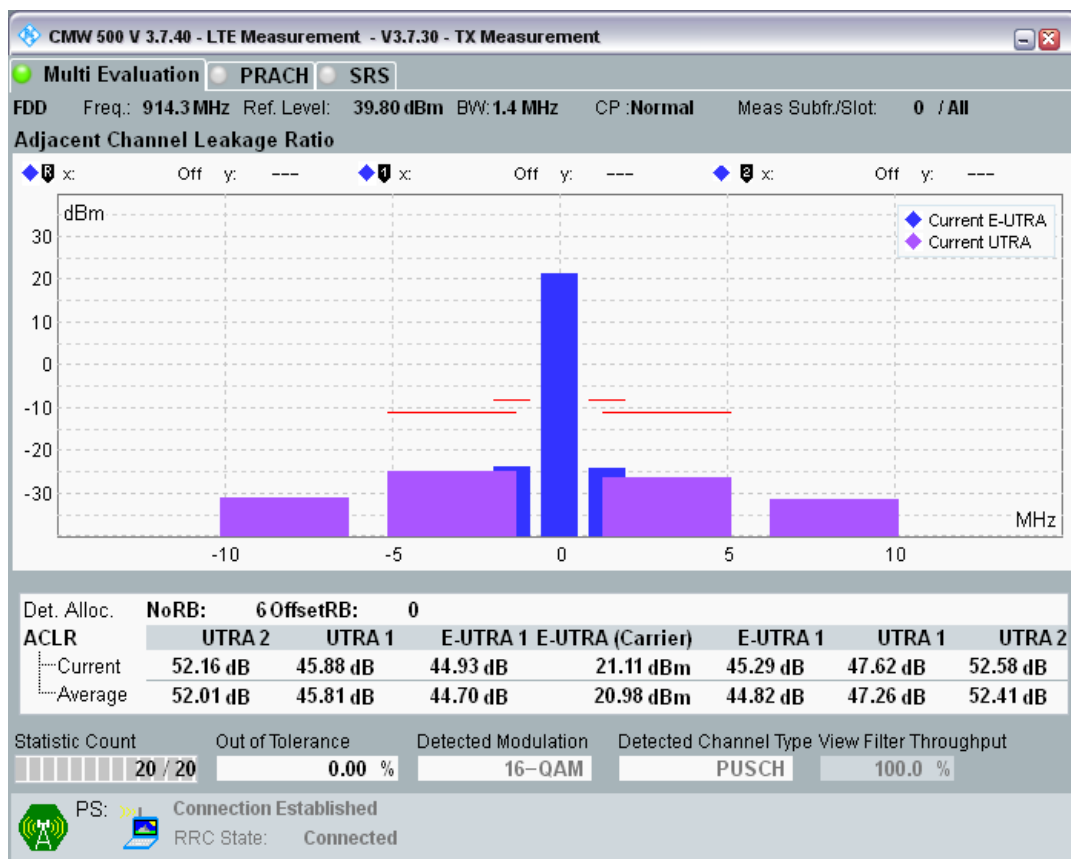 CMW 500 V 3.7.40 - LTE Measurement - V3.7.30 - TX Measurement
Multi Evaluation PRACH SRS
FDD Freq.: 914.3 MHz Ref. Level: 39.80 dBm BW: 1.4 MHz CP :Normal Meas Subfr./Slot: 0 / All
Adjacent Channel Leakage Ratio
R x: Off y: --- 1 x: Off y: --- 2 x: Off y: ---
dBm
Current E-UTRA
Current UTRA
30
20
10
0
-10
-20
-30
MHz
-10 -5 0 5 10
Det. Alloc. NoRB: 6 OffsetRB: 0
ACLR UTRA 2 UTRA 1 E-UTRA 1 E-UTRA (Carrier) E-UTRA 1 UTRA 1 UTRA 2
Current 52.16 dB 45.88 dB 44.93 dB 21.11 dBm 45.29 dB 47.62 dB 52.58 dB
Average 52.01 dB 45.81 dB 44.70 dB 20.98 dBm 44.82 dB 47.26 dB 52.41 dB
Statistic Count Out of Tolerance Detected Modulation Detected Channel Type View Filter Throughput
20 / 20 0.00 % 16-QAM PUSCH 100.0 %
PS: Connection Established
RRC State: Connected